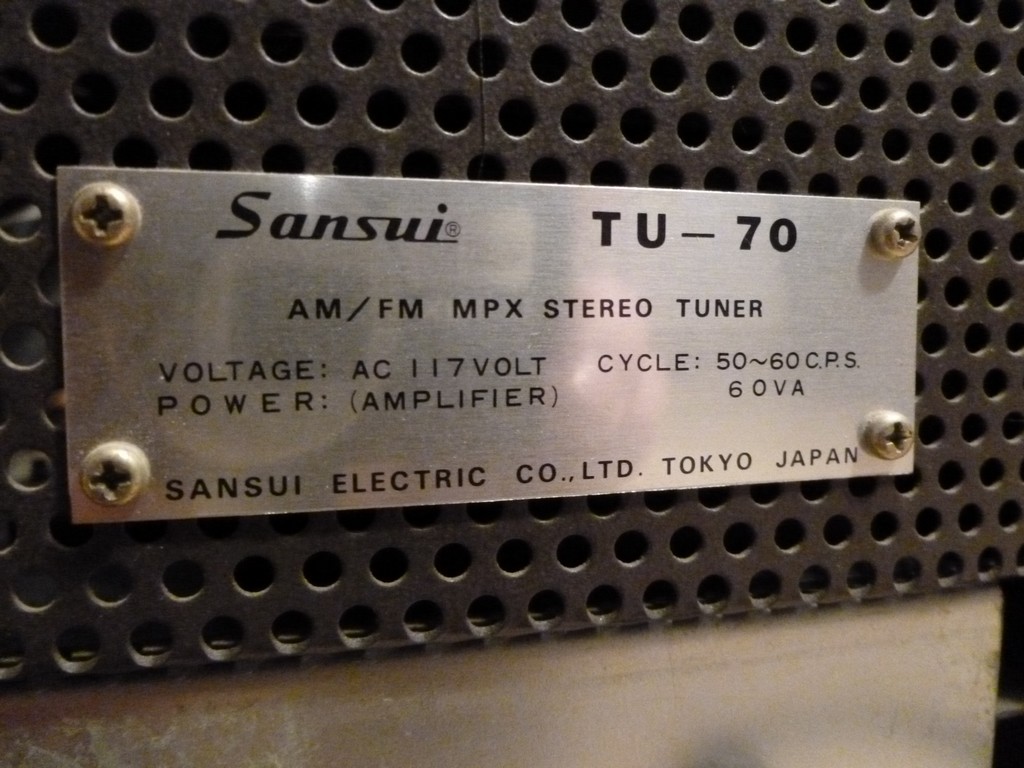 Sansui® TU-70
AM/FM MPX STEREO TUNER
VOLTAGE: AC 117VOLT CYCLE: 50~60C.P.S.
POWER: (AMPLIFIER) 60VA
SANSUI ELECTRIC CO.,LTD. TOKYO JAPAN